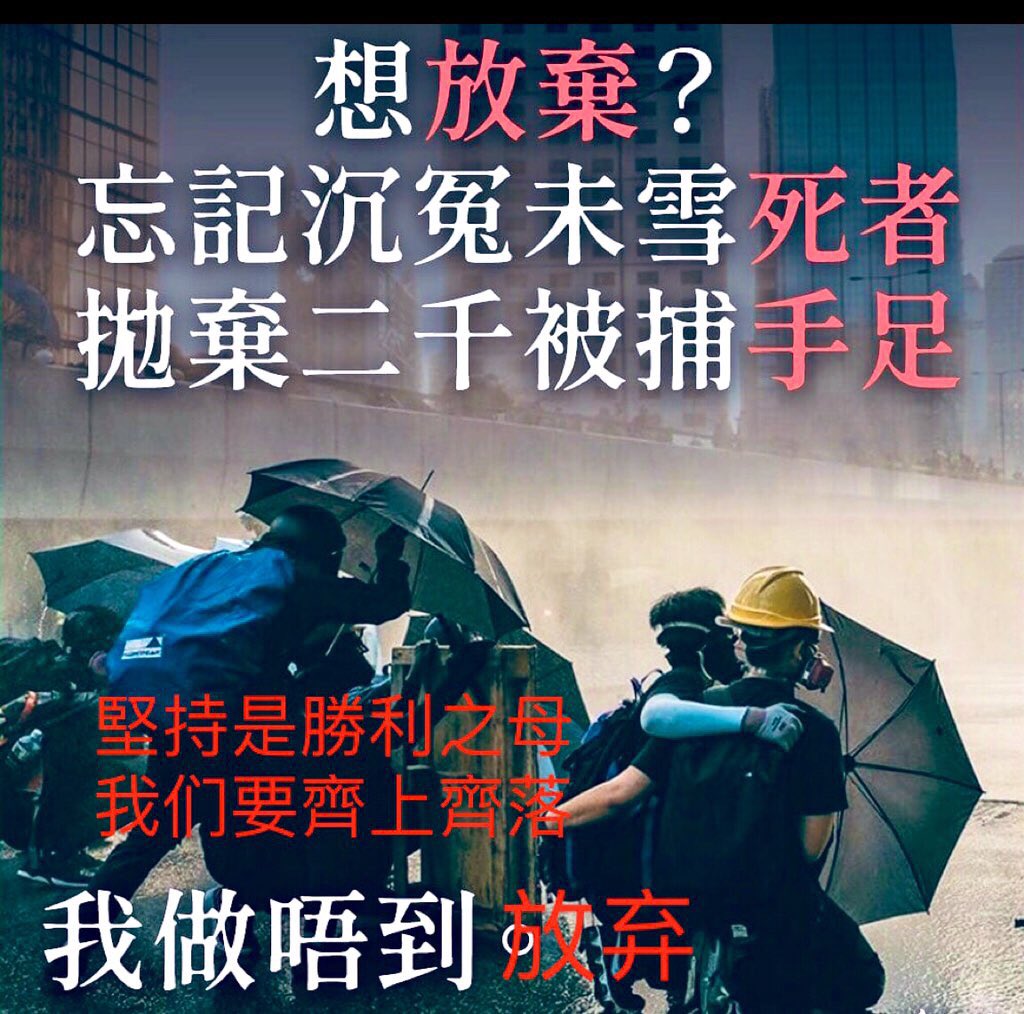 想放棄？
忘記沉冤未雪死者
拋棄二千被捕手足
堅持是勝利之母
我们要齊上齊落
我做唔到。放弃